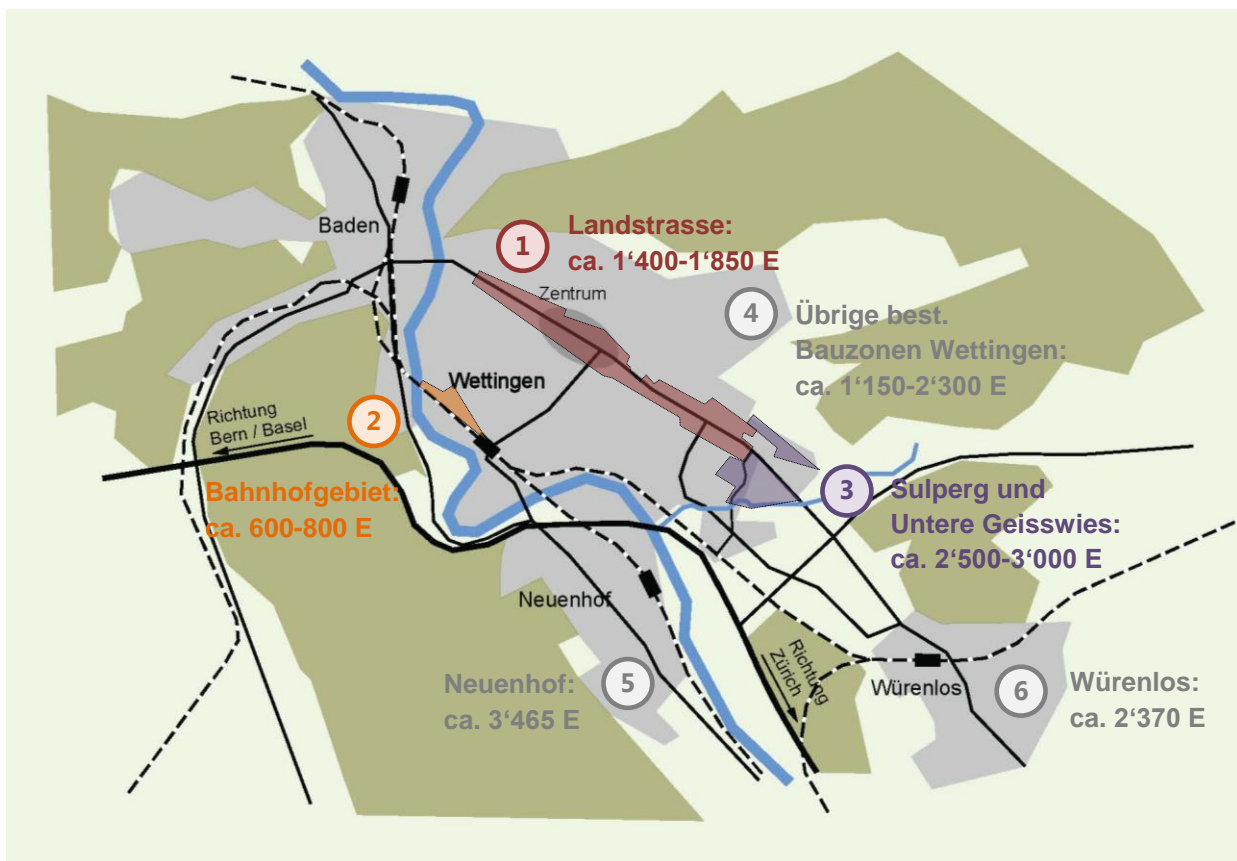 Baden
1
Landstrasse:
ca. 1‘400-1‘850 E
Zentrum
4
Übrige best.
Bauzonen Wettingen:
ca. 1‘150-2‘300 E
Wettingen
2
Richtung
Bern / Basel
Bahnhofgebiet:
ca. 600-800 E
3
Sulperg und
Untere Geisswies:
ca. 2‘500-3‘000 E
Neuenhof
Neuenhof:
ca. 3‘465 E
5
Richtung
Zürich
Würenlos
6
Würenlos:
ca. 2‘370 E